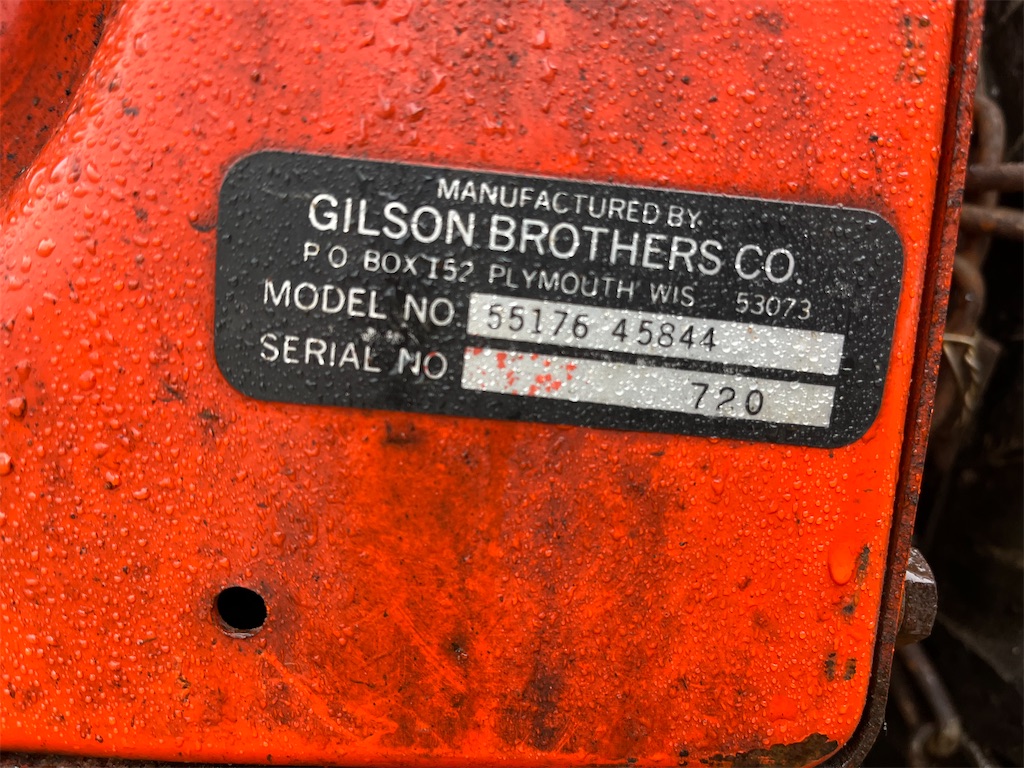 MANUFACTURED BY
GILSON BROTHERS CO.
P O BOX 152 PLYMOUTH WIS 53073
MODEL NO 55176 45844
SERIAL NO 720